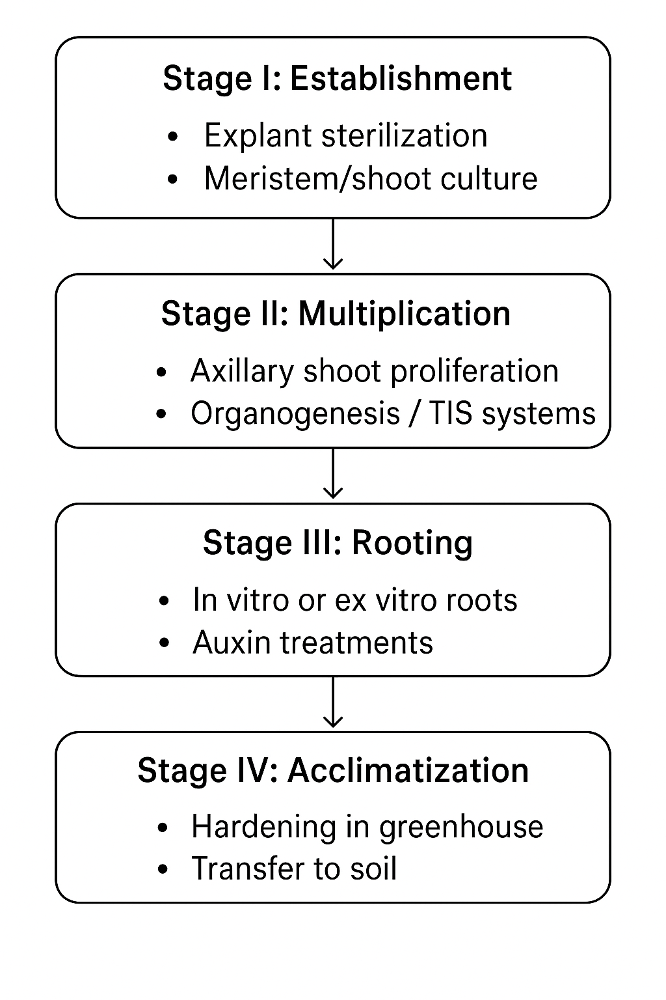 Stage I: Establishment
• Explant sterilization
• Meristem/shoot culture
Stage II: Multiplication
• Axillary shoot proliferation
• Organogenesis / TIS systems
Stage III: Rooting
• In vitro or ex vitro roots
• Auxin treatments
Stage IV: Acclimatization
• Hardening in greenhouse
• Transfer to soil